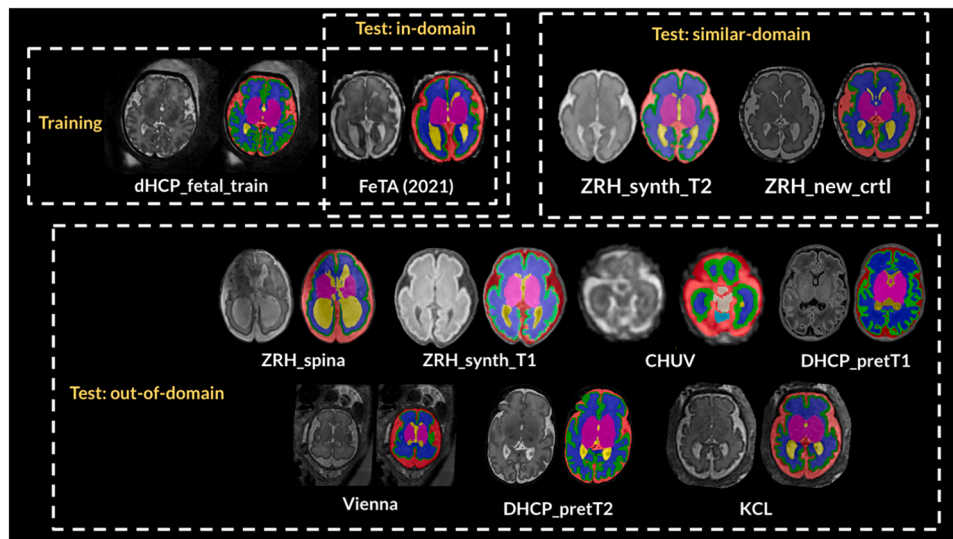 Test: in-domain
Test: similar-domain
Training
dHCP_fetal_train
FeTA (2021)
ZRH_synth_T2
ZRH_new_crtl
ZRH_spina
ZRH_synth_T1
CHUV
DHCP_pretT1
Test: out-of-domain
Vienna
DHCP_pretT2
KCL